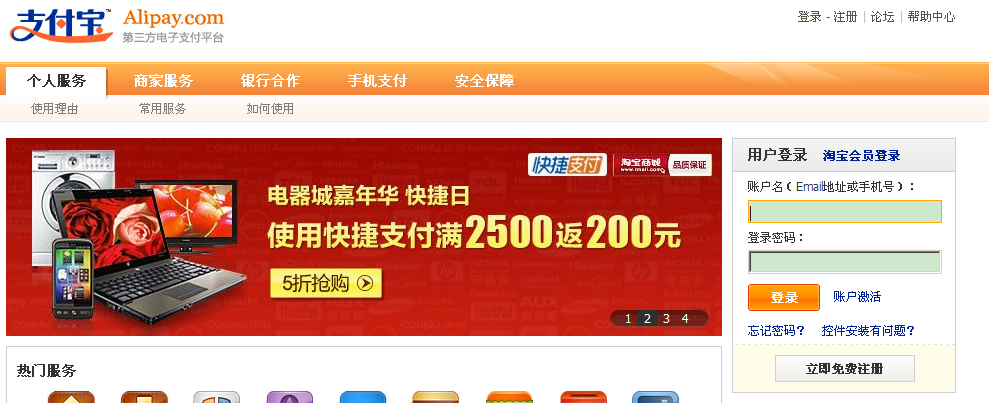 支付宝™ Alipay.com
第三方电子支付平台
登录 - 注册 | 论坛 | 帮助中心
个人服务 商家服务 银行合作 手机支付 安全保障
使用理由 常用服务 如何使用
快捷支付 淘宝商城 www.tmall.com 品质保证
电器城嘉年华 快捷日
使用快捷支付满2500返200元
5折抢购
1 2 3 4
用户登录 淘宝会员登录
账户名（Email地址或手机号）：
登录密码：
登录 账户激活
忘记密码？ 控件安装有问题？
立即免费注册
热门服务